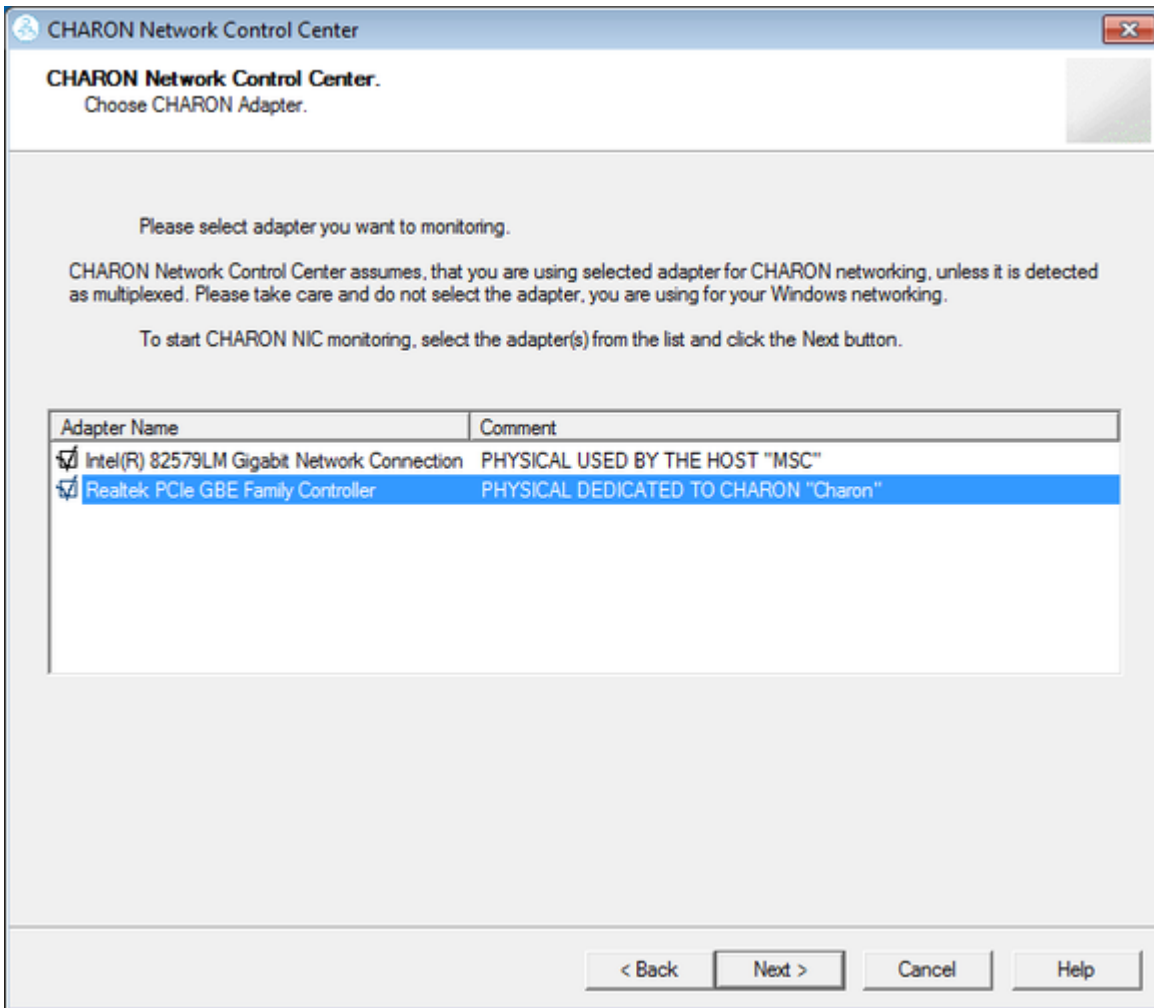 CHARON Network Control Center
CHARON Network Control Center.
Choose CHARON Adapter.
Please select adapter you want to monitoring.
CHARON Network Control Center assumes, that you are using selected adapter for CHARON networking, unless it is detected
as multiplexed. Please take care and do not select the adapter, you are using for your Windows networking.
To start CHARON NIC monitoring, select the adapter(s) from the list and click the Next button.
Adapter Name Comment
Intel(R) 82579LM Gigabit Network Connection PHYSICAL USED BY THE HOST "MSC"
Realtek PCIe GBE Family Controller PHYSICAL DEDICATED TO CHARON "Charon"
< Back Next > Cancel Help